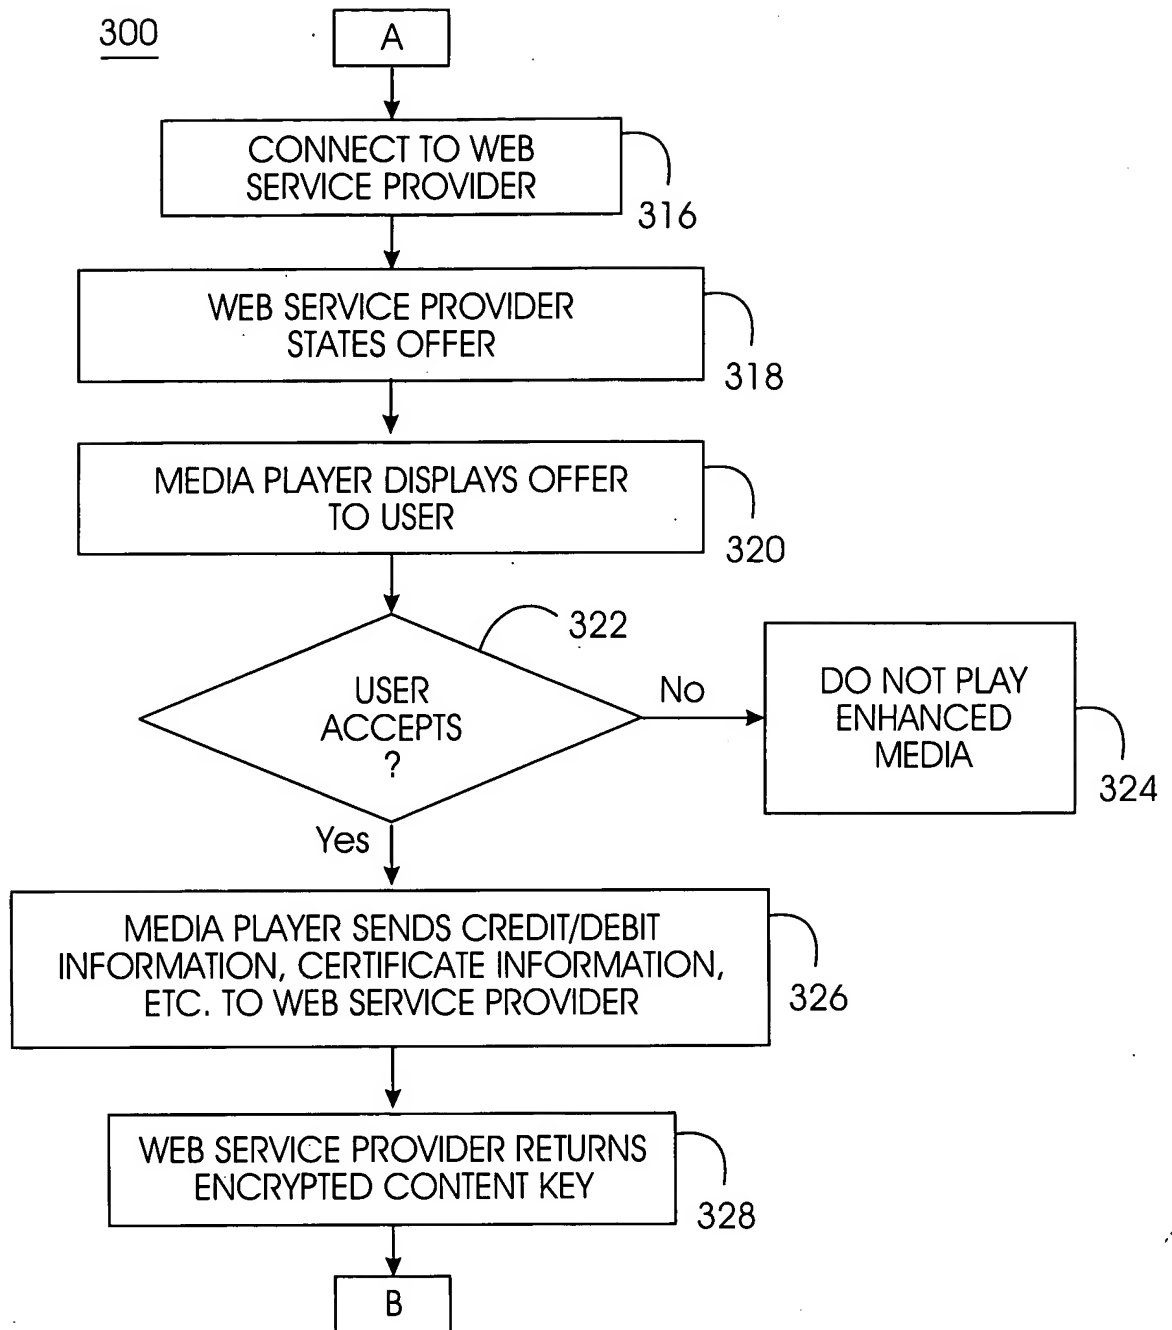 300
A
CONNECT TO WEB
SERVICE PROVIDER
316
WEB SERVICE PROVIDER
STATES OFFER
318
MEDIA PLAYER DISPLAYS OFFER
TO USER
320
322
USER
ACCEPTS
?
No
DO NOT PLAY
ENHANCED
MEDIA
324
Yes
MEDIA PLAYER SENDS CREDIT/DEBIT
INFORMATION, CERTIFICATE INFORMATION,
ETC. TO WEB SERVICE PROVIDER
326
WEB SERVICE PROVIDER RETURNS
ENCRYPTED CONTENT KEY
328
B